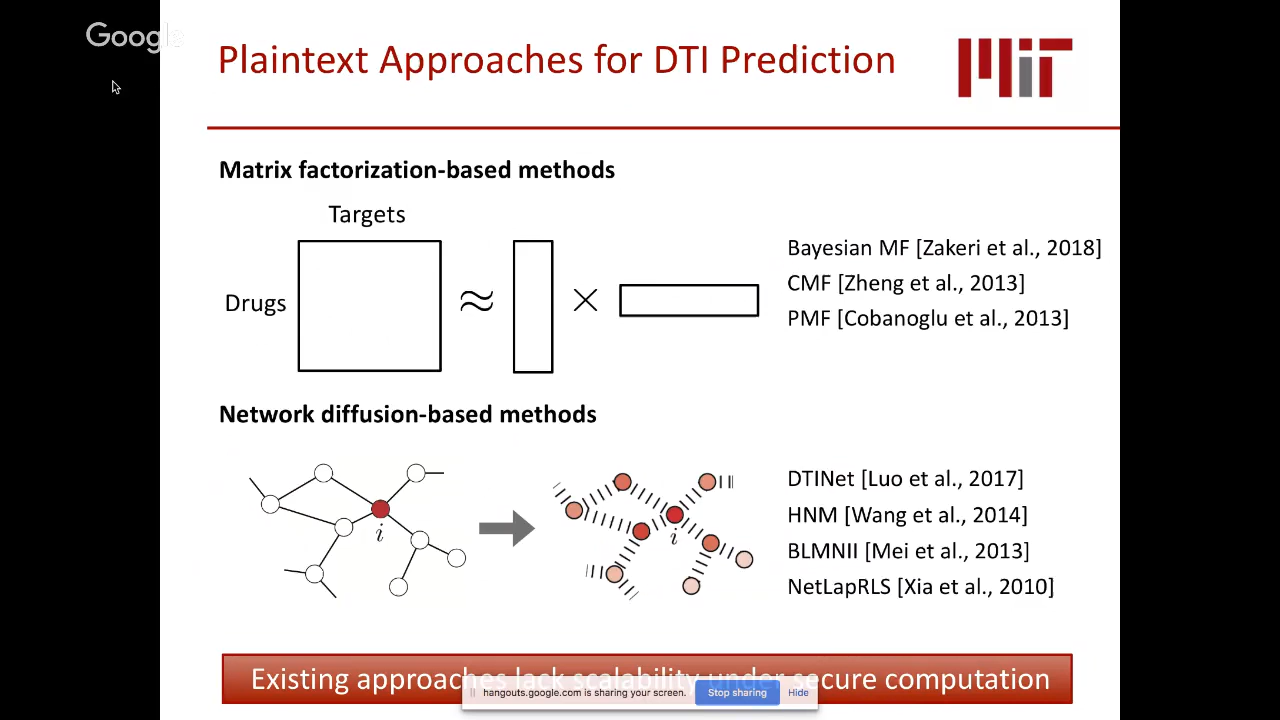 Google
Plaintext Approaches for DTI Prediction
MIT
Matrix factorization-based methods
Targets
Drugs
≈
×
Bayesian MF [Zakeri et al., 2018]
CMF [Zheng et al., 2013]
PMF [Cobanoglu et al., 2013]
Network diffusion-based methods
i
i
DTINet [Luo et al., 2017]
HNM [Wang et al., 2014]
BLMNII [Mei et al., 2013]
NetLapRLS [Xia et al., 2010]
Existing approaches lack scalability under secure computation
hangouts.google.com is sharing your screen.
Stop sharing
Hide